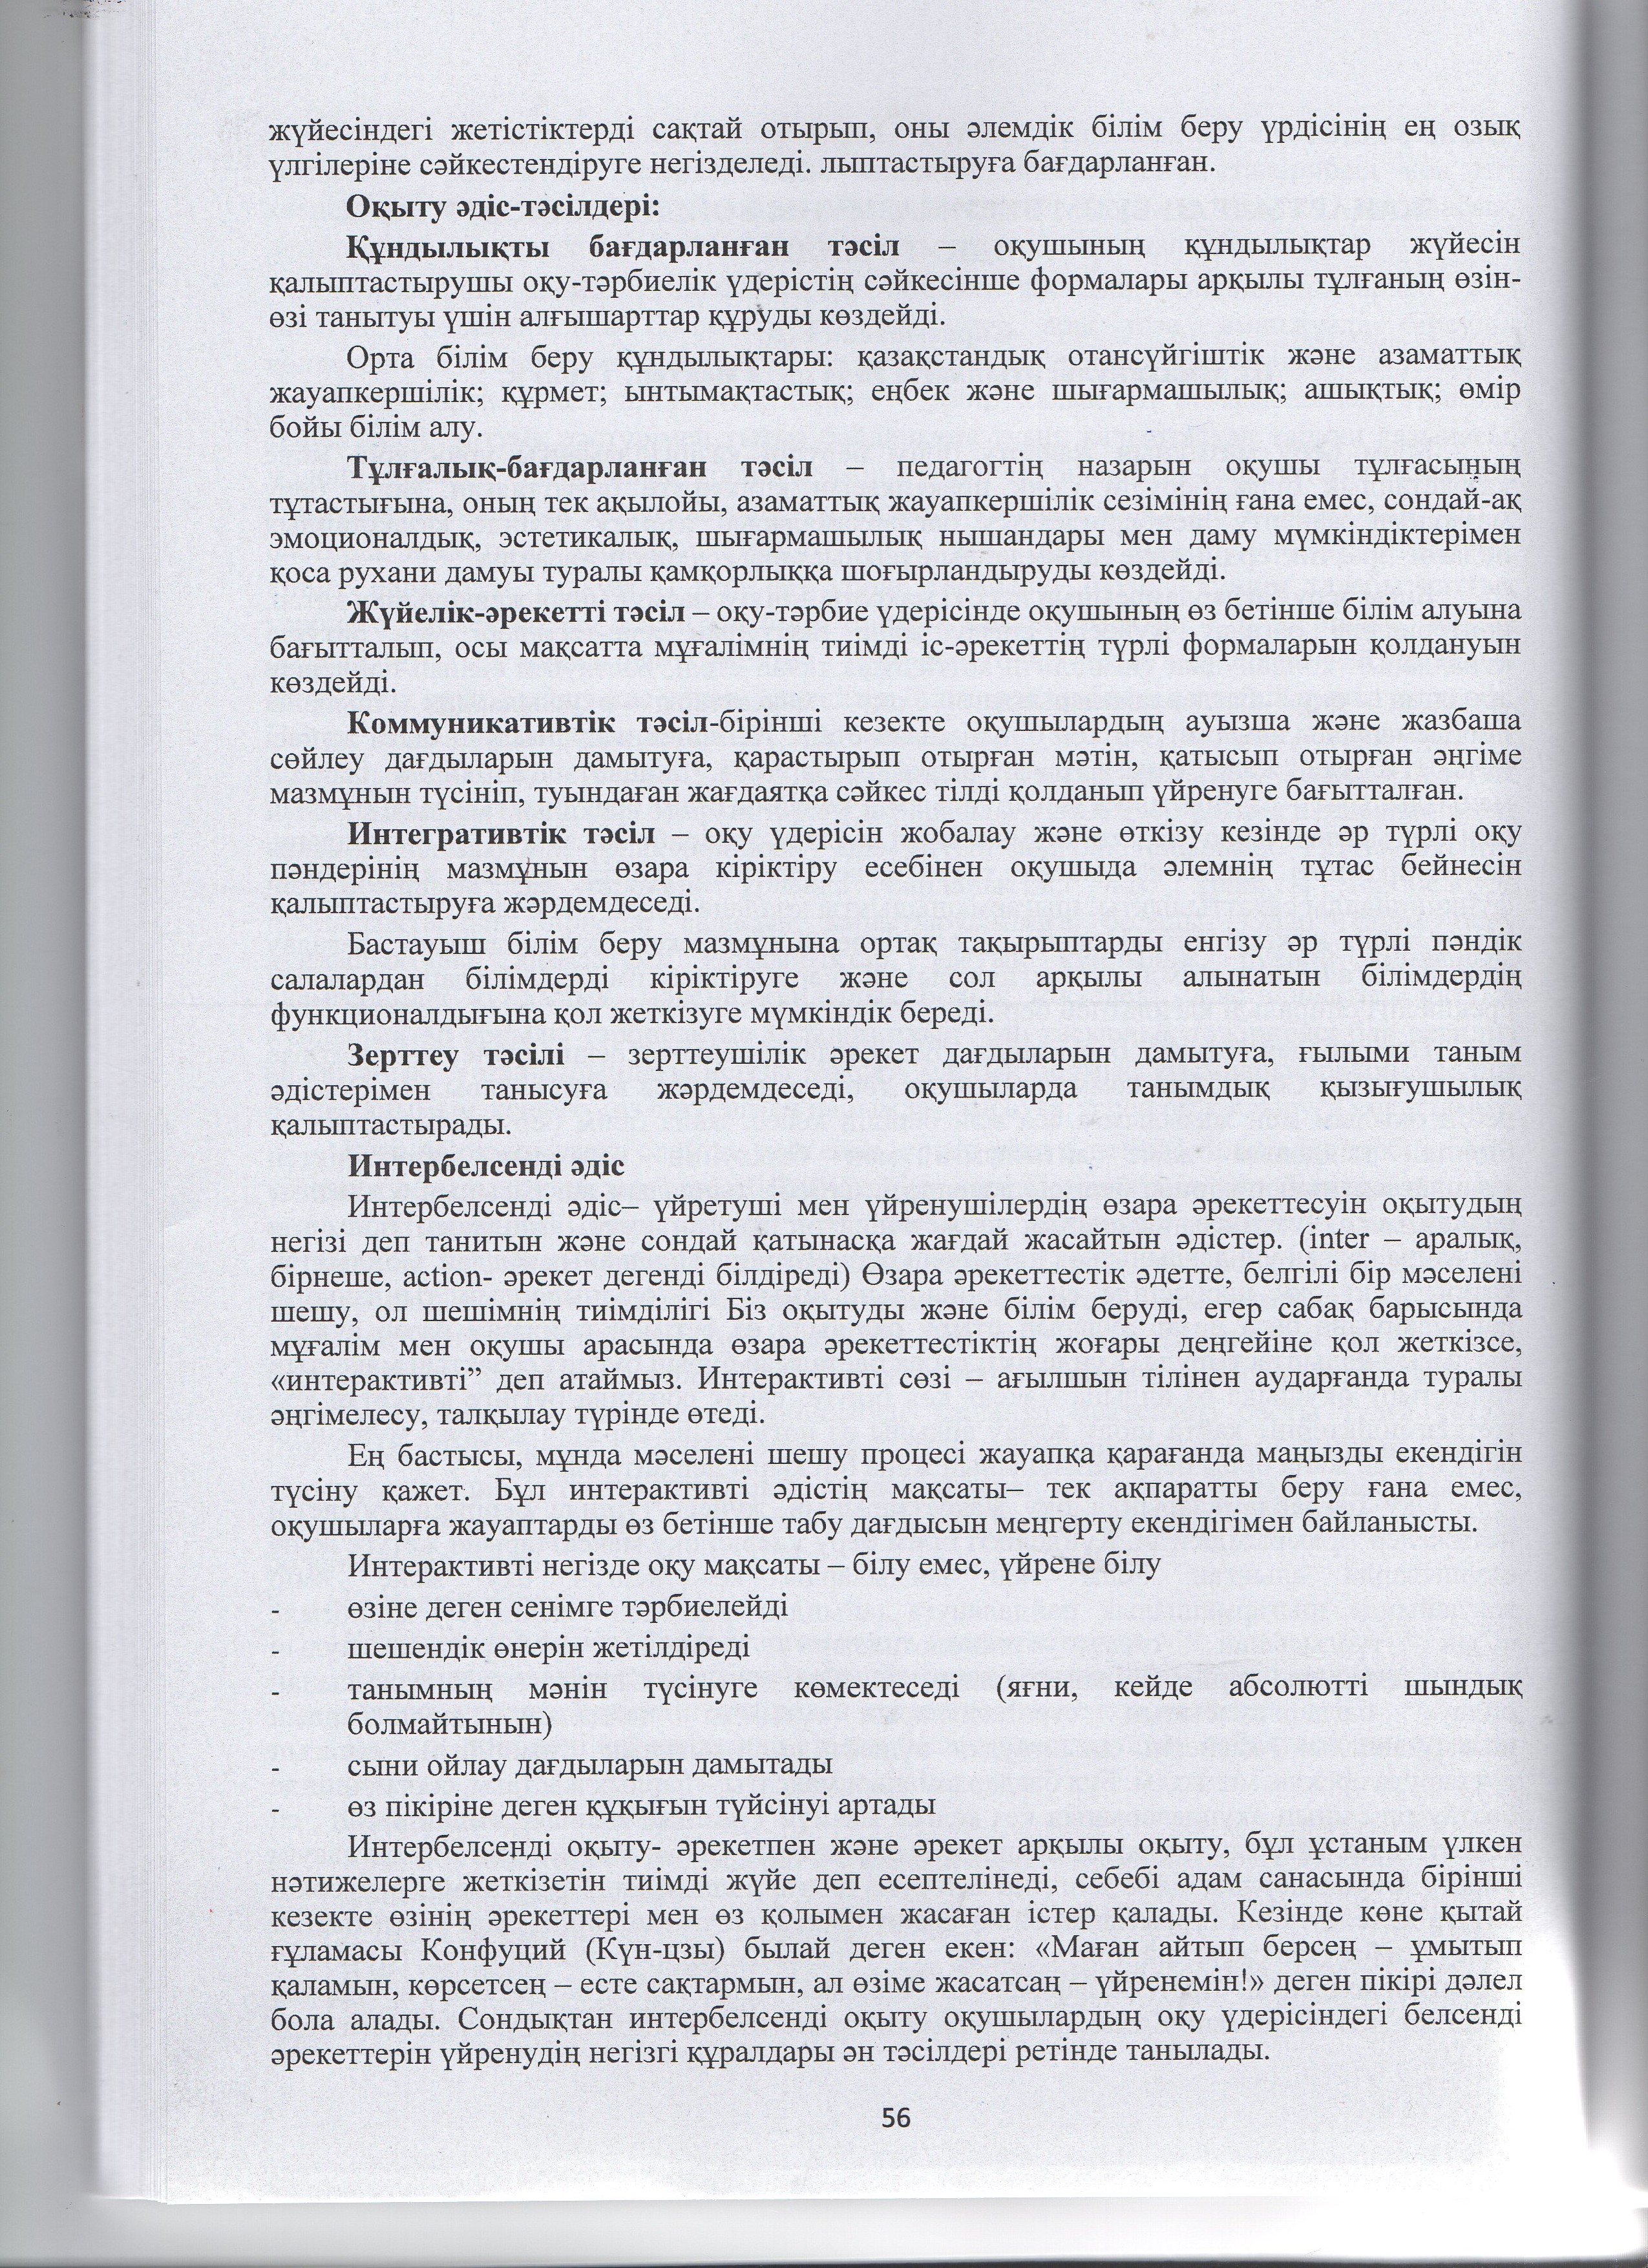 жүйесіндегі жетістіктерді сақтай отырып, оны әлемдік білім беру үрдісінің ең озық
үлгілеріне сәйкестендіруге негізделеді. лыптастыруға бағдарланған.
Оқыту әдіс-тәсілдері:
Құндылықты бағдарланған тәсіл – оқушының құндылықтар жүйесін
қалыптастырушы оқу-тәрбиелік үдерістің сәйкесінше формалары арқылы тұлғаның өзін-
өзі танытуы үшін алғышарттар құруды көздейді.
Орта білім беру құндылықтары: қазақстандық отансүйгіштік және азаматтық
жауапкершілік; құрмет; ынтымақтастық; еңбек және шығармашылық; ашықтық; өмір
бойы білім алу.
Тұлғалық-бағдарланған тәсіл – педагогтің назарын оқушы тұлғасының
тұтастығына, оның тек ақылойы, азаматтық жауапкершілік сезімінің ғана емес, сондай-ақ
эмоционалдық, эстетикалық, шығармашылық нышандары мен даму мүмкіндіктерімен
қоса рухани дамуы туралы қамқорлыққа шоғырландыруды көздейді.
Жүйелік-әрекетті тәсіл – оқу-тәрбие үдерісінде оқушының өз бетінше білім алуына
бағытталып, осы мақсатта мұғалімнің тиімді іс-әрекеттің түрлі формаларын қолдануын
көздейді.
Коммуникативтік тәсіл-бірінші кезекте оқушылардың ауызша және жазбаша
сөйлеу дағдыларын дамытуға, қарастырып отырған мәтін, қатысып отырған әңгіме
мазмұнын түсініп, туындаған жағдаятқа сәйкес тілді қолданып үйренуге бағытталған.
Интегративтік тәсіл – оқу үдерісін жобалау және өткізу кезінде әр түрлі оқу
пәндерінің мазмұнын өзара кіріктіру есебінен оқушыда әлемнің тұтас бейнесін
қалыптастыруға жәрдемдеседі.
Бастауыш білім беру мазмұнына ортақ тақырыптарды енгізу әр түрлі пәндік
салалардан білімдерді кіріктіруге және сол арқылы алынатын білімдердің
функционалдығына қол жеткізуге мүмкіндік береді.
Зерттеу тәсілі – зерттеушілік әрекет дағдыларын дамытуға, ғылыми таным
әдістерімен танысуға жәрдемдеседі, оқушыларда танымдық қызығушылық
қалыптастырады.
Интербелсенді әдіс
Интербелсенді әдіс– үйретуші мен үйренушілердің өзара әрекеттесуін оқытудың
негізі деп танитын және сондай қатынасқа жағдай жасайтын әдістер. (inter – аралық,
бірнеше, action- әрекет дегенді білдіреді) Өзара әрекеттестік әдетте, белгілі бір мәселені
шешу, ол шешімнің тиімділігі Біз оқытуды және білім беруді, егер сабақ барысында
мұғалім мен оқушы арасында өзара әрекеттестіктің жоғары деңгейіне қол жеткізсе,
«интерактивті” деп атаймыз. Интерактивті сөзі – ағылшын тілінен аударғанда туралы
әңгімелесу, талқылау түрінде өтеді.
Ең бастысы, мұнда мәселені шешу процесі жауапқа қарағанда маңызды екендігін
түсіну қажет. Бұл интерактивті әдістің мақсаты– тек ақпаратты беру ғана емес,
оқушыларға жауаптарды өз бетінше табу дағдысын меңгерту екендігімен байланысты.
Интерактивті негізде оқу мақсаты – білу емес, үйрене білу
- өзіне деген сенімге тәрбиелейді
- шешендік өнерін жетілдіреді
- танымның мәнін түсінуге көмектеседі (яғни, кейде абсолютті шындық
болмайтынын)
- сыни ойлау дағдыларын дамытады
- өз пікіріне деген құқығын түйсінуі артады
Интербелсенді оқыту- әрекетпен және әрекет арқылы оқыту, бұл ұстаным үлкен
нәтижелерге жеткізетін тиімді жүйе деп есептелінеді, себебі адам санасында бірінші
кезекте өзінің әрекеттері мен өз қолымен жасаған істер қалады. Кезінде көне қытай
ғұламасы Конфуций (Күн-цзы) былай деген екен: «Маған айтып берсең – ұмытып
қаламын, көрсетсең – есте сақтармын, ал өзіме жасатсаң – үйренемін!» деген пікірі дәлел
бола алады. Сондықтан интербелсенді оқыту оқушылардың оқу үдерісіндегі белсенді
әрекеттерін үйренудің негізгі құралдары ән тәсілдері ретінде танылады.
56